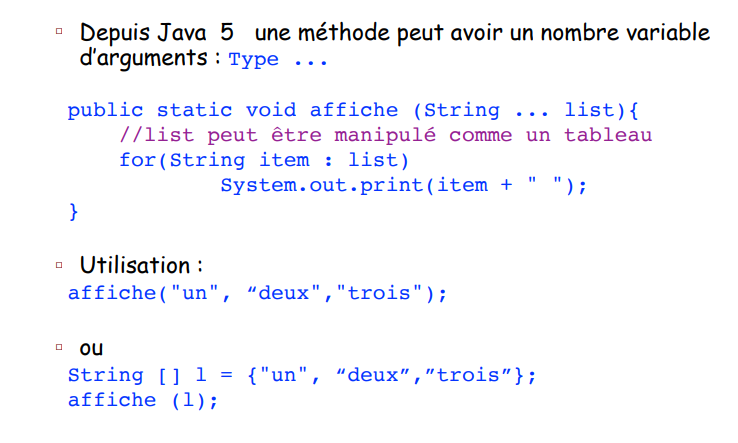 Depuis Java 5 une méthode peut avoir un nombre variable
d’arguments : Type ...
public static void affiche (String ... list){
//list peut être manipulé comme un tableau
for(String item : list)
System.out.print(item + " ");
}
Utilisation :
affiche("un", “deux","trois");
ou
String [] l = {"un", “deux”,”trois”};
affiche (l);